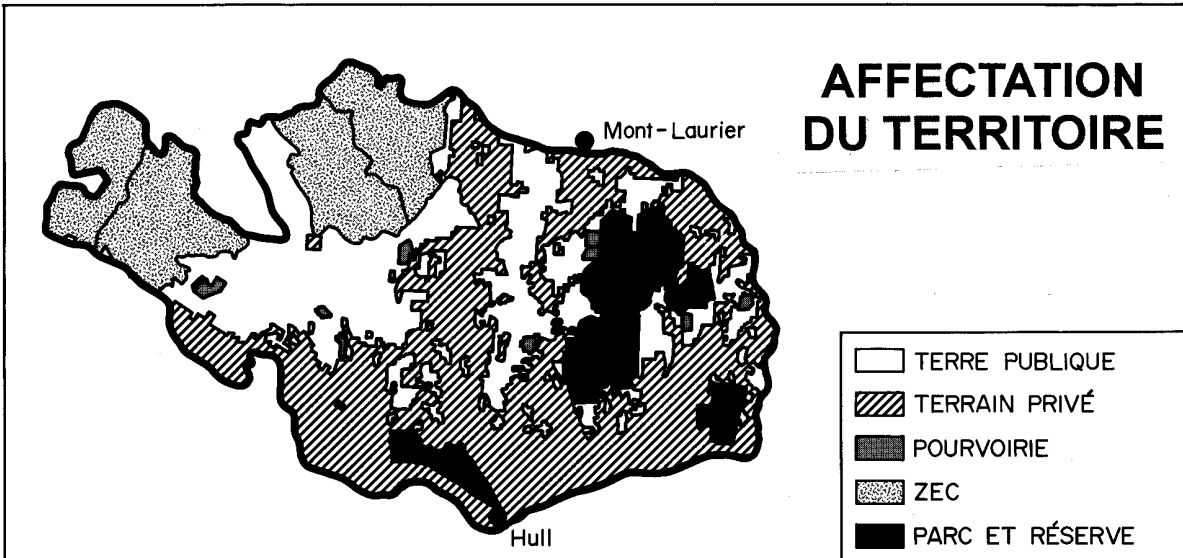 AFFECTATION
DU TERRITOIRE
Mont-Laurier
Hull
TERRE PUBLIQUE
TERRAIN PRIVÉ
POURVOIRIE
ZEC
PARC ET RÉSERVE